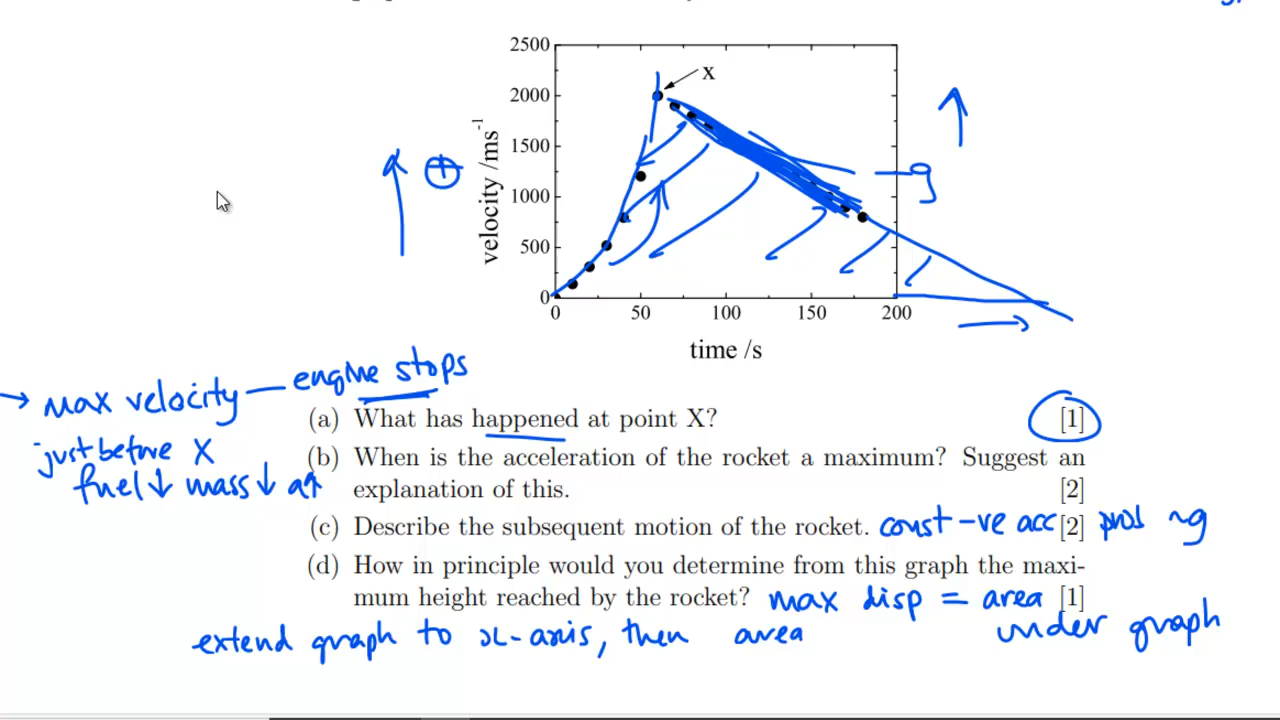 2500
2000
1500
1000
500
0
velocity /ms⁻¹
X
⊕
-g
0 50 100 150 200
time /s
→ max velocity — engine stops
(a) What has happened at point X? [1]
just before X
(b) When is the acceleration of the rocket a maximum? Suggest an
fuel↓ mass↓ a↑
explanation of this. [2]
(c) Describe the subsequent motion of the rocket. const -ve acc [2] ~g
(d) How in principle would you determine from this graph the maxi-
mum height reached by the rocket? max disp = area [1]
under graph
extend graph to x-axis, then area